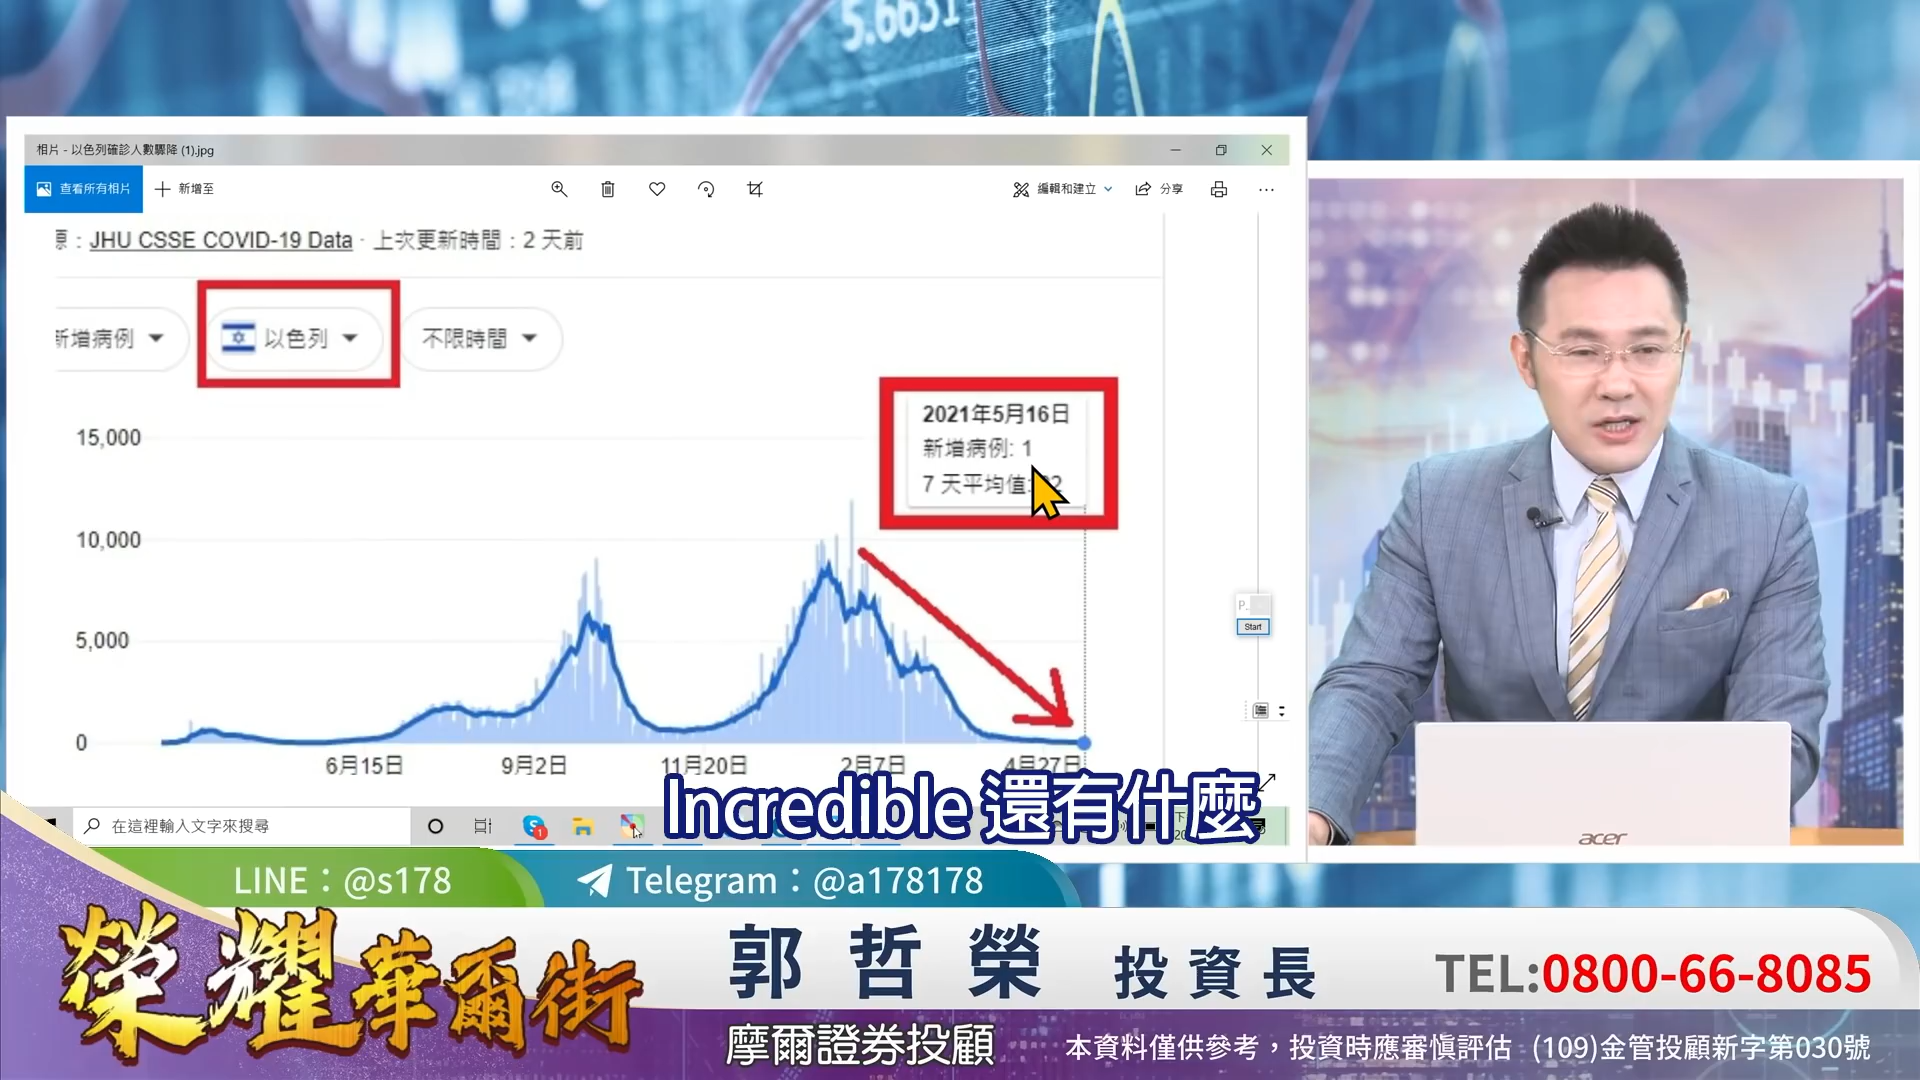 5.6631
相片 - 以色列確診人數驟降 (1).jpg
查看所有相片
新增至
編輯和建立
分享
源：JHU CSSE COVID-19 Data · 上次更新時間：2 天前
新增病例
以色列
不限時間
2021年5月16日
新增病例: 1
7 天平均值:
15,000
10,000
5,000
0
6月15日
9月2日
11月20日
2月7日
4月27日
Start
Incredible 還有什麼
在這裡輸入文字來搜尋
acer
LINE：@s178
Telegram：@a178178
榮耀華爾街
郭哲榮 投資長
TEL:0800-66-8085
摩爾證券投顧
本資料僅供參考，投資時應審慎評估 (109)金管投顧新字第030號